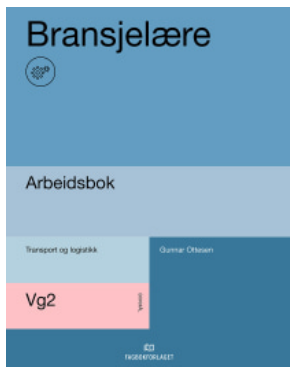 Bransjelære
Arbeidsbok
Transport og logistikk
Gunnar Ottesen
Vg2
FAGBOKFORLAGET